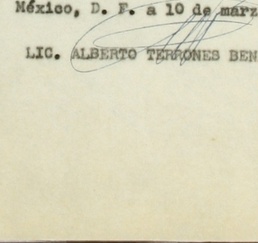 México, D. F. a 10 de marz
LIC. ALBERTO TERRONES BEN